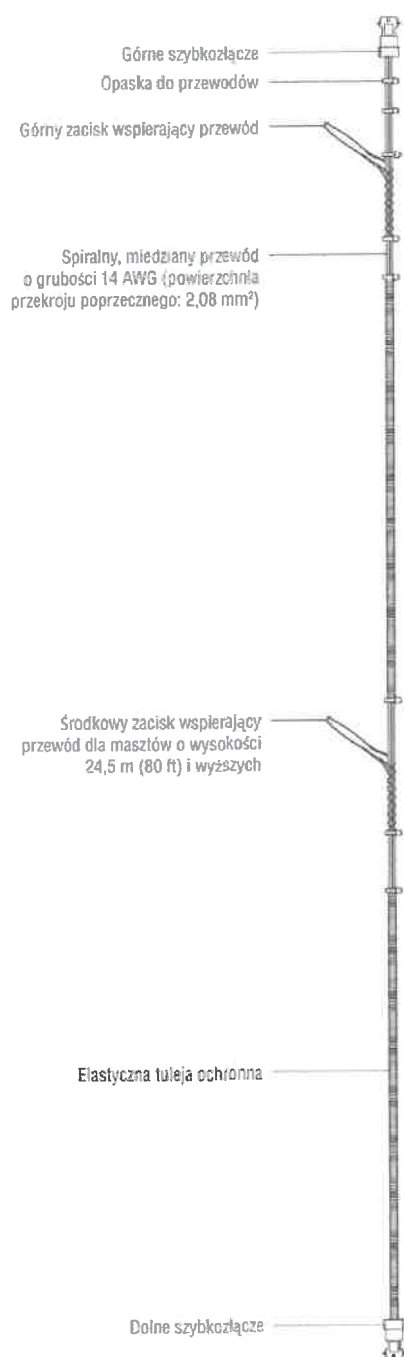 Górne szybkozłącze
Opaska do przewodów
Górny zacisk wspierający przewód
Spiralny, miedziany przewód
o grubości 14 AWG (powierzchnia
przekroju poprzecznego: 2,08 mm²)
Środkowy zacisk wspierający
przewód dla masztów o wysokości
24,5 m (80 ft) i wyższych
Elastyczna tuleja ochronna
Dolne szybkozłącze